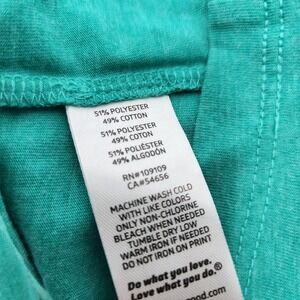 51% POLYESTER
49% COTTON
51% POLYESTER
49% COTON
51% POLIÉSTER
49% ALGODÓN
RN#109109
CA#54656
MACHINE WASH COLD
WITH LIKE COLORS
ONLY NON-CHLORINE
BLEACH WHEN NEEDED
TUMBLE DRY LOW
WARM IRON IF NEEDED
DO NOT IRON ON PRINT
Do what you love.
Love what you do®